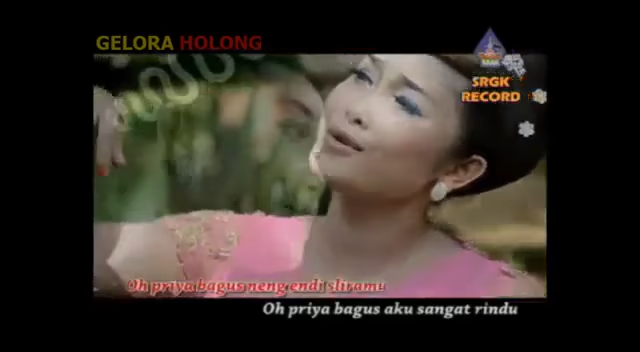 GELORA HOLONG
SRGK
RECORD
Oh priya bagus neng endi sliramu
Oh priya bagus aku sangat rindu